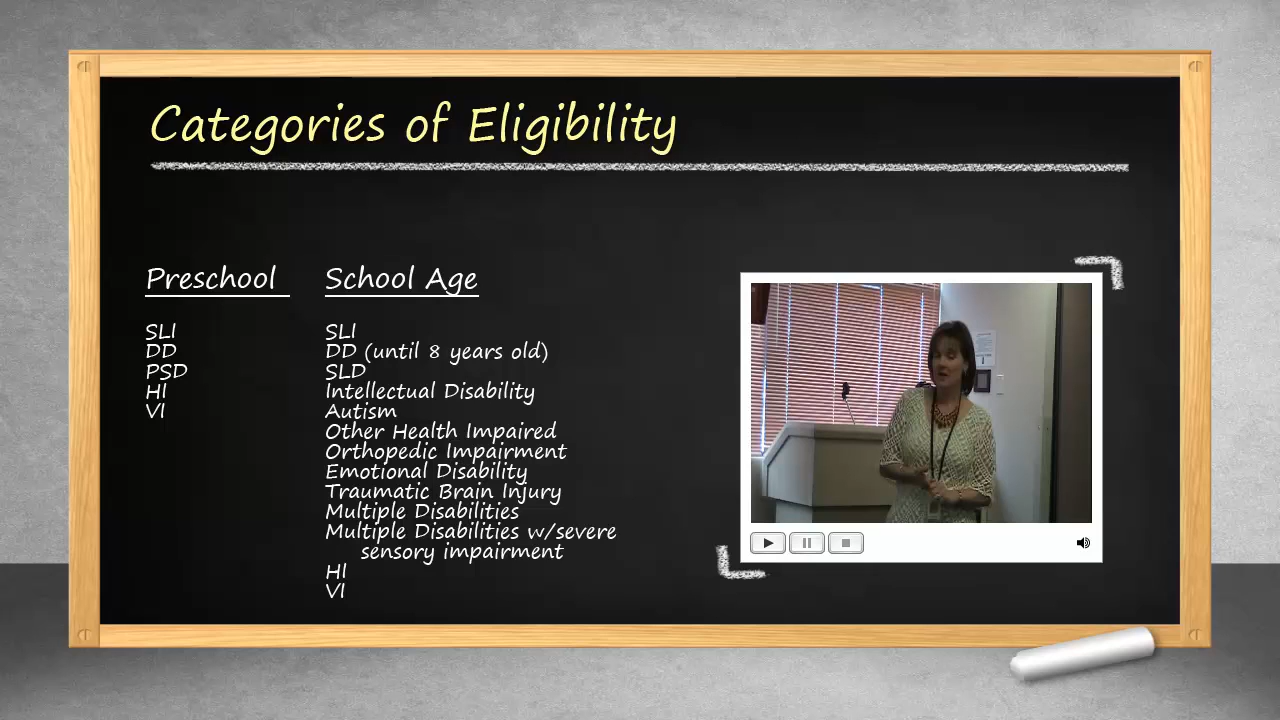 Categories of Eligibility
Preschool
SLI
DD
PSD
HI
VI
School Age
SLI
DD (until 8 years old)
SLD
Intellectual Disability
Autism
Other Health Impaired
Orthopedic Impairment
Emotional Disability
Traumatic Brain Injury
Multiple Disabilities
Multiple Disabilities w/severe
sensory impairment
HI
VI